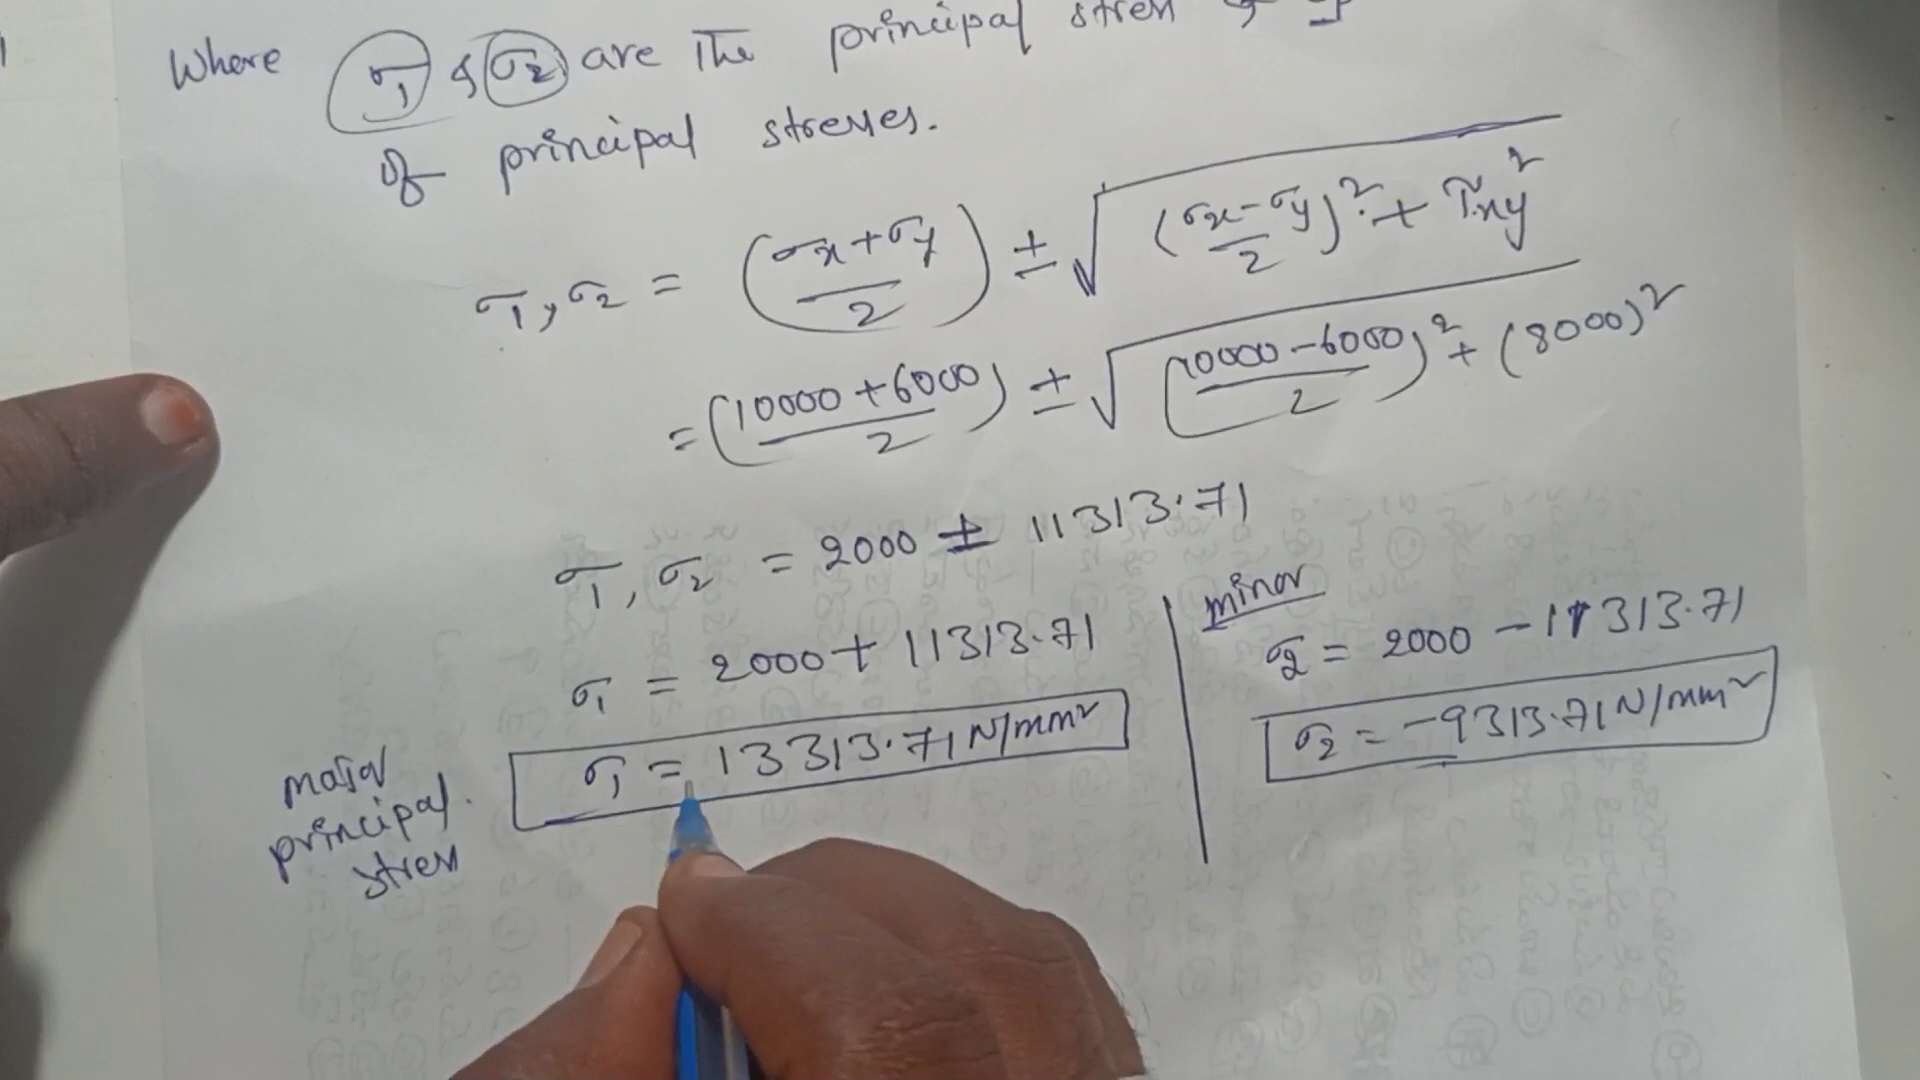 Where σ1 & σ2 are the principal stress
of principal stresses.
σ1, σ2 = (σx+σy/2) ± √(σx-σy/2)² + τxy²
= (10000+6000/2) ± √(10000-6000/2)² + (8000)²
σ1, σ2 = 2000 ± 11313.71
σ1 = 2000 + 11313.71
σ1 = 13313.71 N/mm²
major
principal
stress
minor
σ2 = 2000 - 11313.71
σ2 = -9313.71 N/mm²